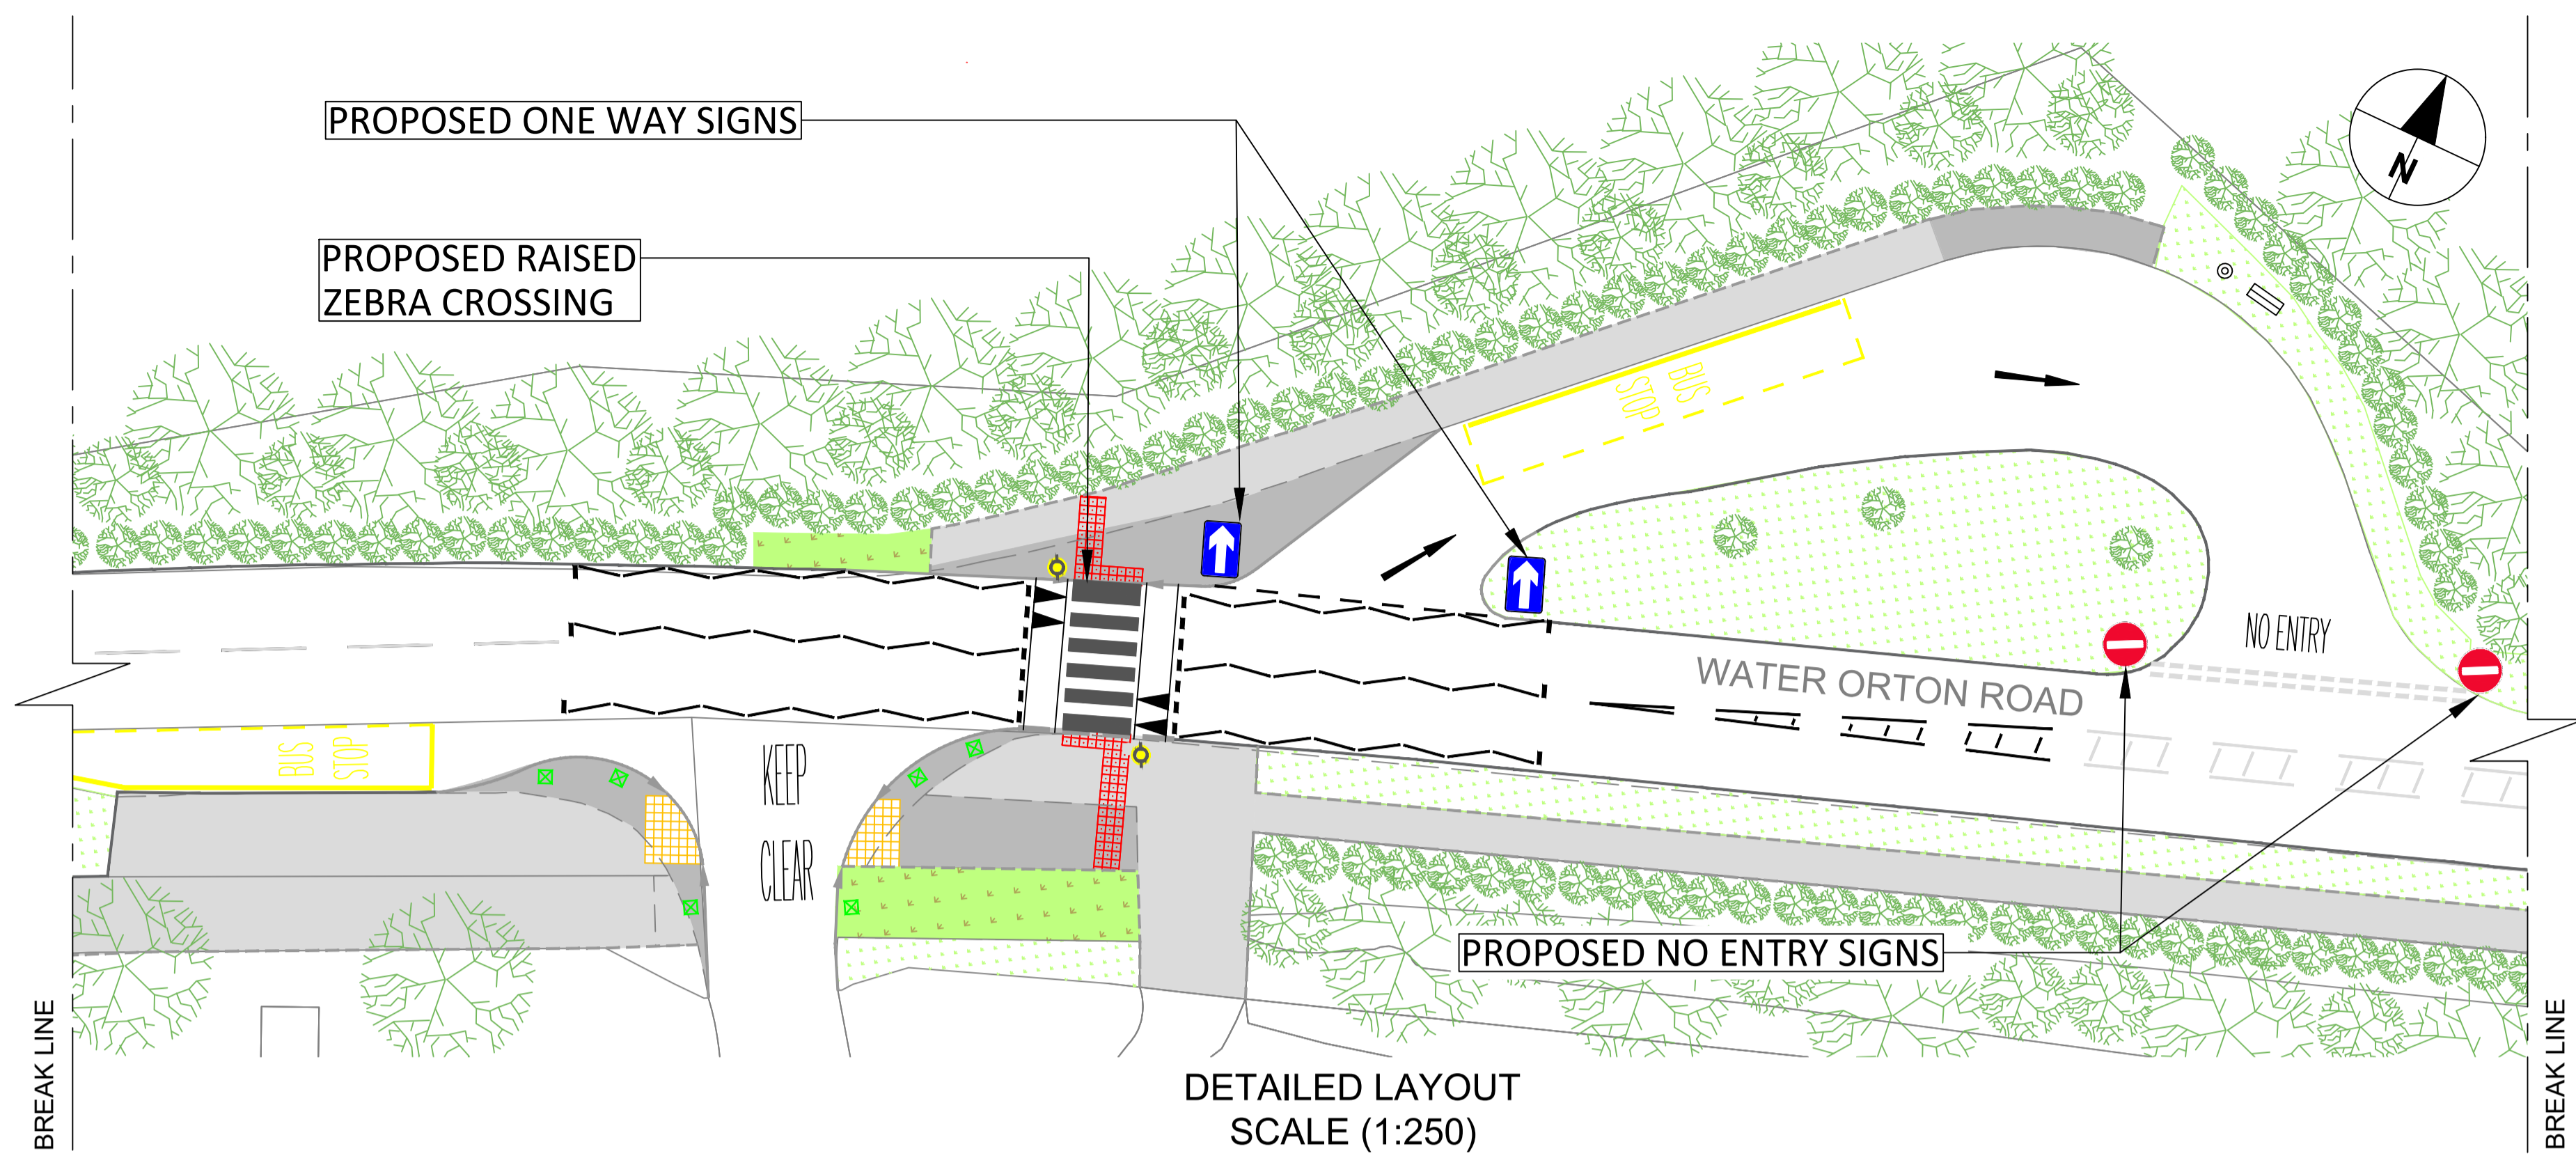 PROPOSED ONE WAY SIGNS
PROPOSED RAISED
ZEBRA CROSSING
N
BUS
STOP
NO ENTRY
WATER ORTON ROAD
BUS
STOP
KEEP
CLEAR
PROPOSED NO ENTRY SIGNS
BREAK LINE
BREAK LINE
DETAILED LAYOUT
SCALE (1:250)